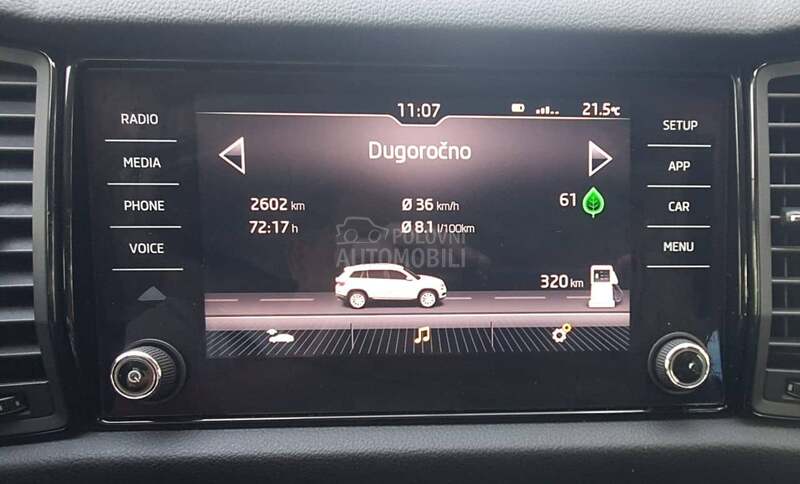 11:07
21.5°C
RADIO
MEDIA
PHONE
VOICE
Dugoročno
2602 km
Ø 36 km/h
61
72:17 h
Ø 8.1 l/100km
POLOVNI
AUTOMOBILI
320 km
SETUP
APP
CAR
MENU